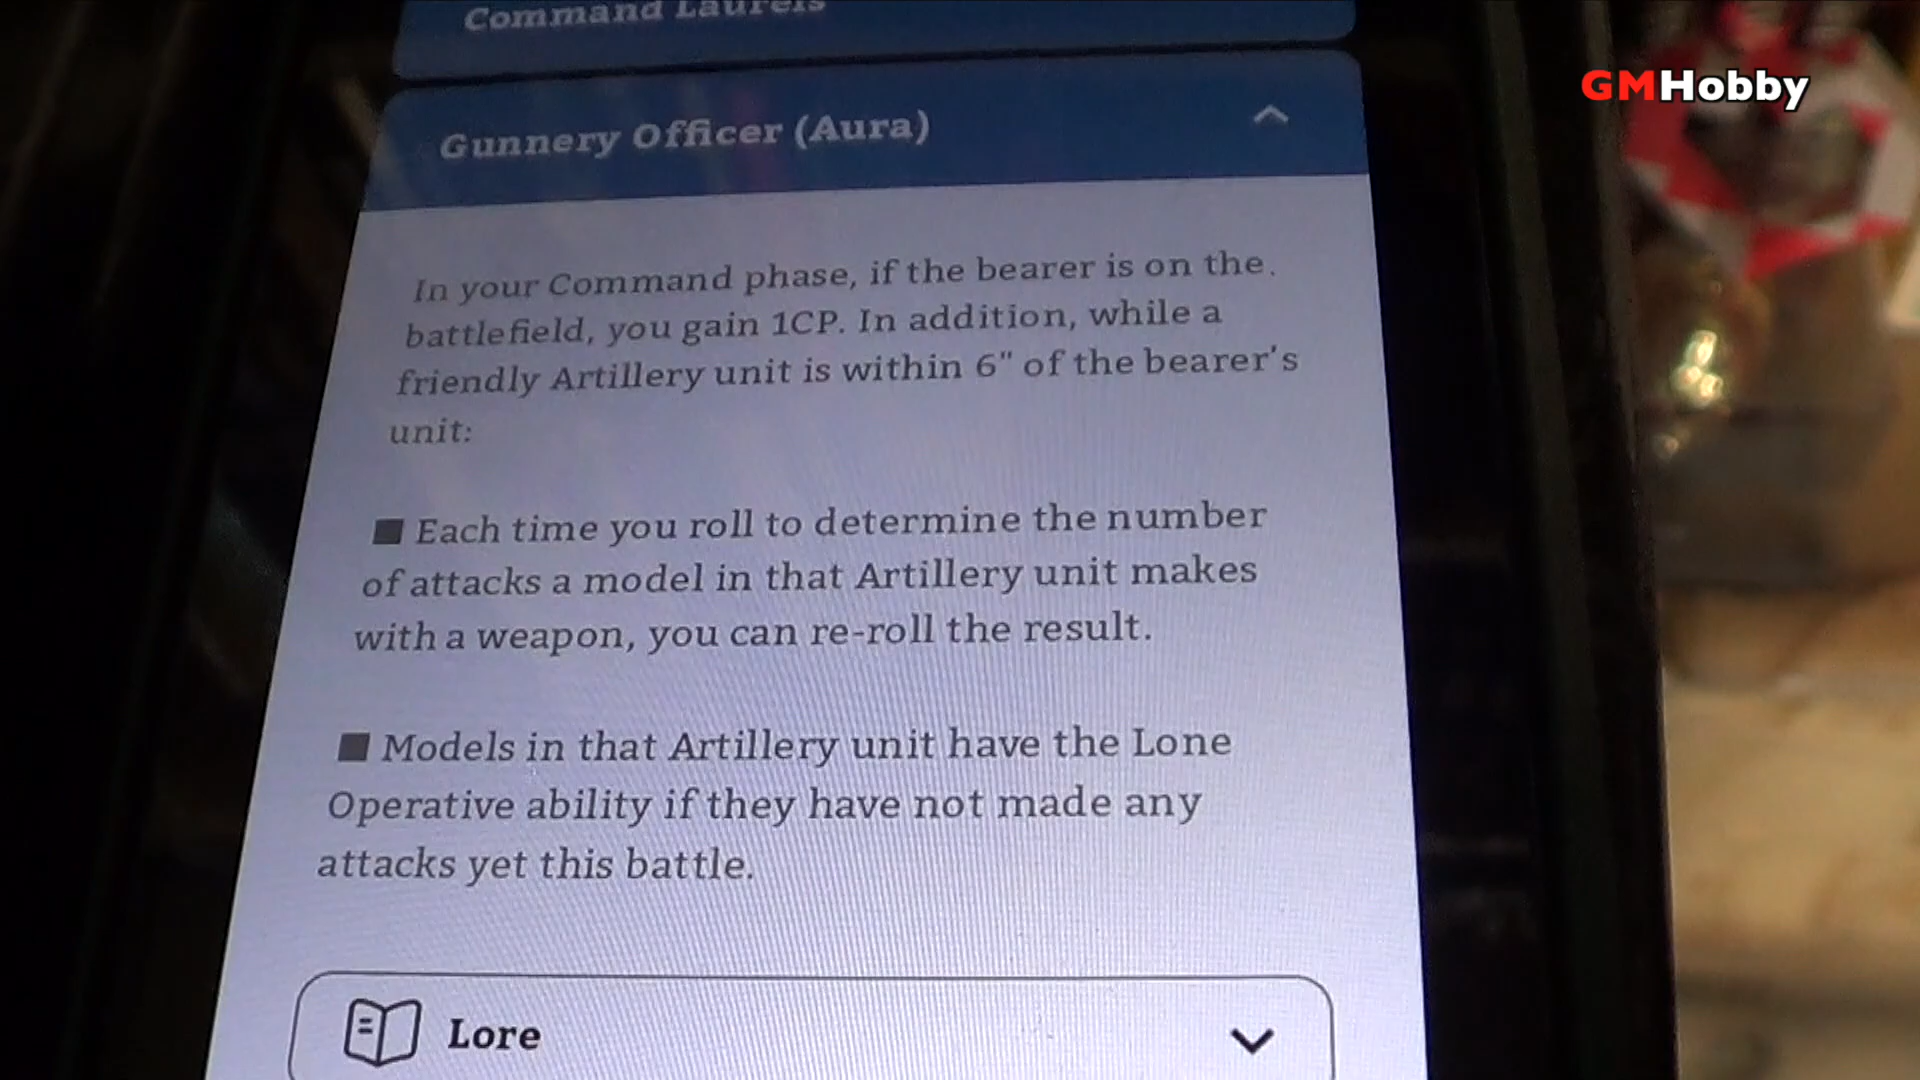 Command Laurels
GMHobby
Gunnery Officer (Aura)
In your Command phase, if the bearer is on the.
battlefield, you gain 1CP. In addition, while a
friendly Artillery unit is within 6" of the bearer's
unit:
■ Each time you roll to determine the number
of attacks a model in that Artillery unit makes
with a weapon, you can re-roll the result.
■ Models in that Artillery unit have the Lone
Operative ability if they have not made any
attacks yet this battle.
Lore